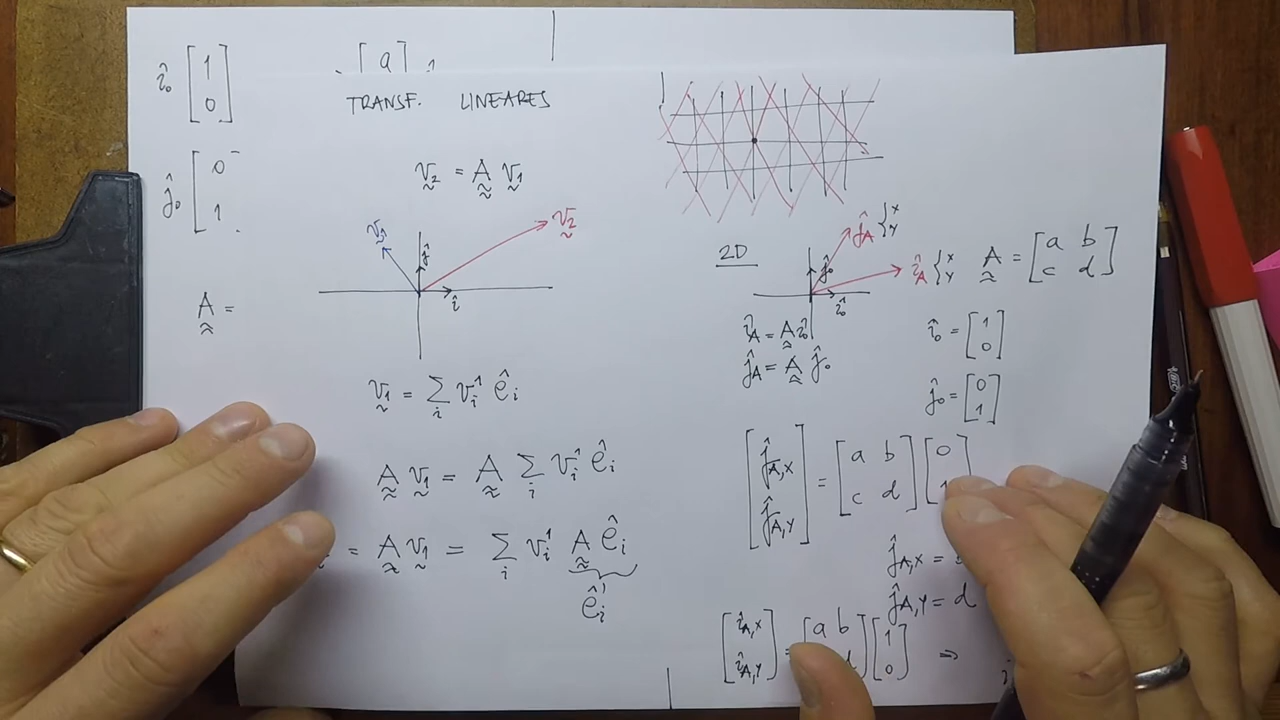 î₀ [1 0]
[a]
TRANSF. LINEARES
ĵ₀ [0 1]
v₂ = A v₁
v₁
v₂
ĵ
î
A =
v₁ = Σᵢ vᵢ¹ êᵢ
A v₁ = A Σᵢ vᵢ¹ êᵢ
= A v₁ = Σᵢ vᵢ¹ A êᵢ
êᵢ'
2D
ĵA { x y
îA { x y
ĵ₀
î₀
A = [a b c d]
îA = A î₀
ĵA = A ĵ₀
î₀ = [1 0]
ĵ₀ = [0 1]
[ĵA,x ĵA,y] = [a b c d] [0 1]
ĵA,x =
ĵA,y = d
[îA,x îA,y] = [a b d] [1 0] ⇒